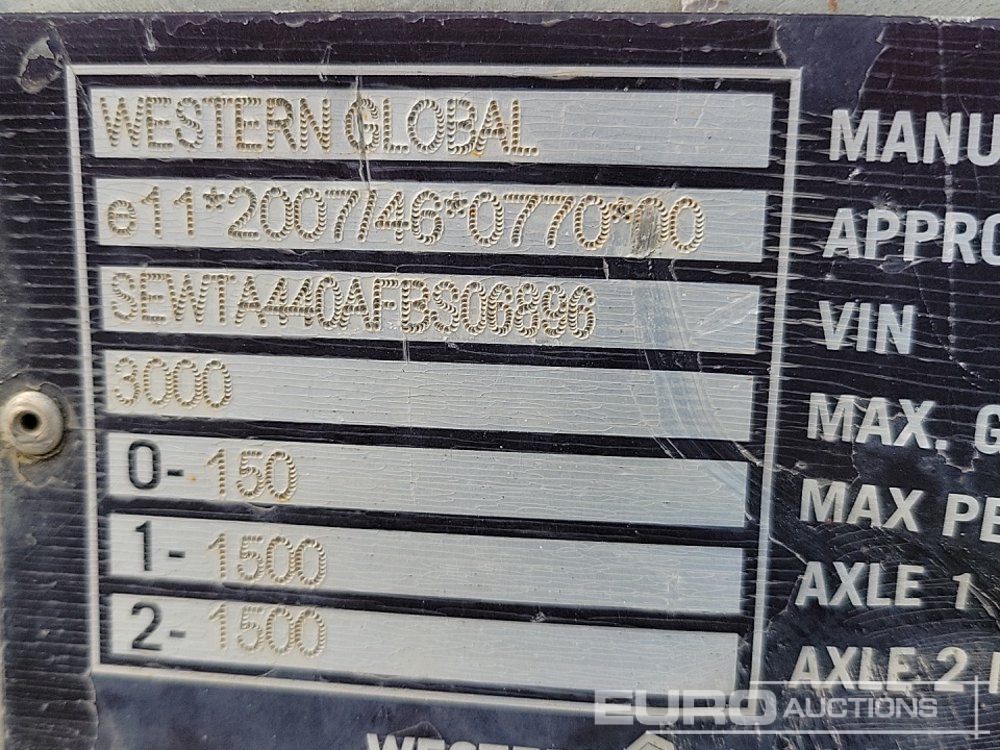 WESTERN GLOBAL MANU
e11*2007/46*0770*00 APPRO
SEWTA440AFBS06896 VIN
3000 MAX. G
0- 150 MAX PE
1- 1500 AXLE 1
2- 1500 AXLE 2
EURO AUCTIONS
WESTERN